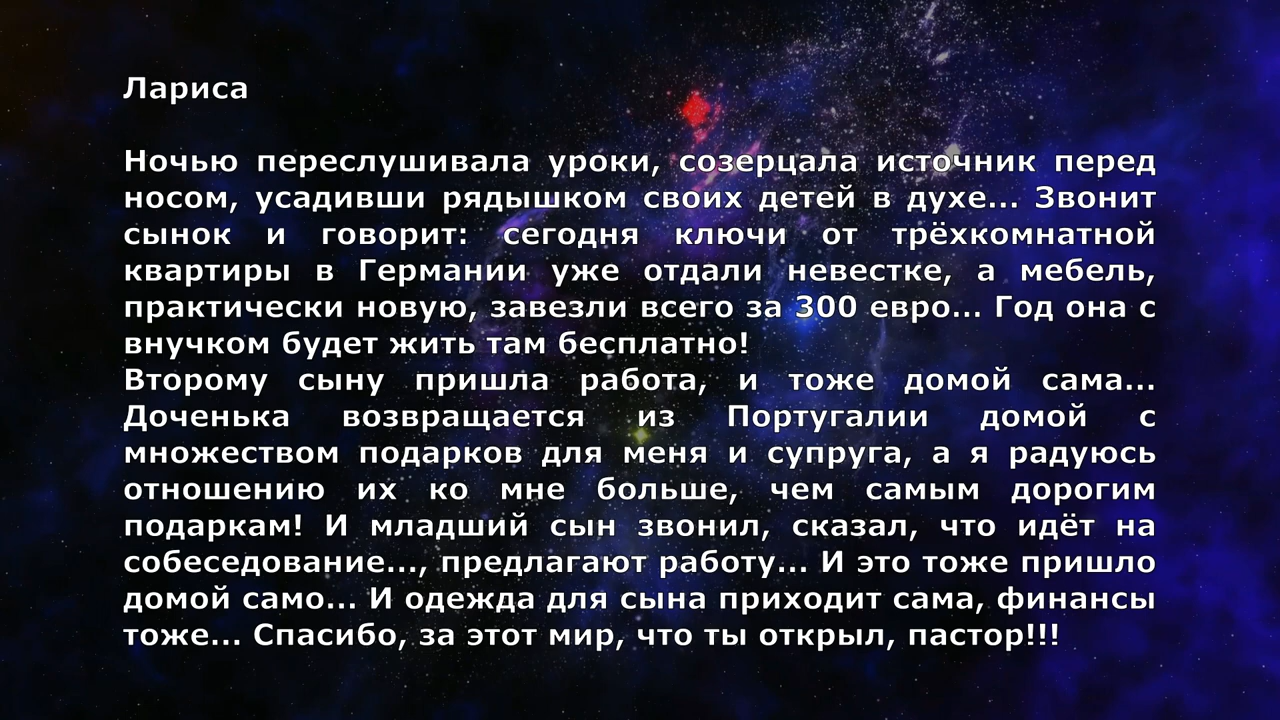 Лариса
Ночью переслушивала уроки, созерцала источник перед
носом, усадивши рядышком своих детей в духе... Звонит
сынок и говорит: сегодня ключи от трёхкомнатной
квартиры в Германии уже отдали невестке, а мебель,
практически новую, завезли всего за 300 евро... Год она с
внучком будет жить там бесплатно!
Второму сыну пришла работа, и тоже домой сама...
Доченька возвращается из Португалии домой с
множеством подарков для меня и супруга, а я радуюсь
отношению их ко мне больше, чем самым дорогим
подаркам! И младший сын звонил, сказал, что идёт на
собеседование..., предлагают работу... И это тоже пришло
домой само... И одежда для сына приходит сама, финансы
тоже... Спасибо, за этот мир, что ты открыл, пастор!!!